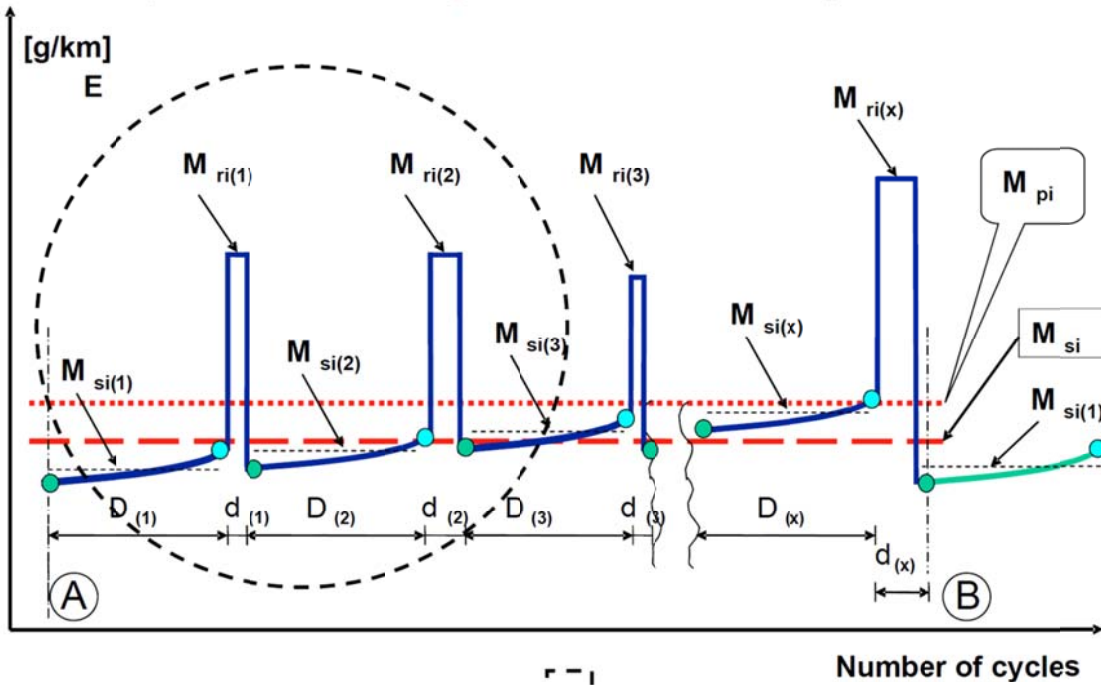 [g/km]
E
M ri(1)
M ri(2)
M ri(3)
M ri(x)
M pi
M si(1)
M si(2)
M si(3)
M si(x)
M si
M si(1)
D (1)
d (1)
D (2)
d (2)
D (3)
d (3)
D (x)
d (x)
A
B
Number of cycles